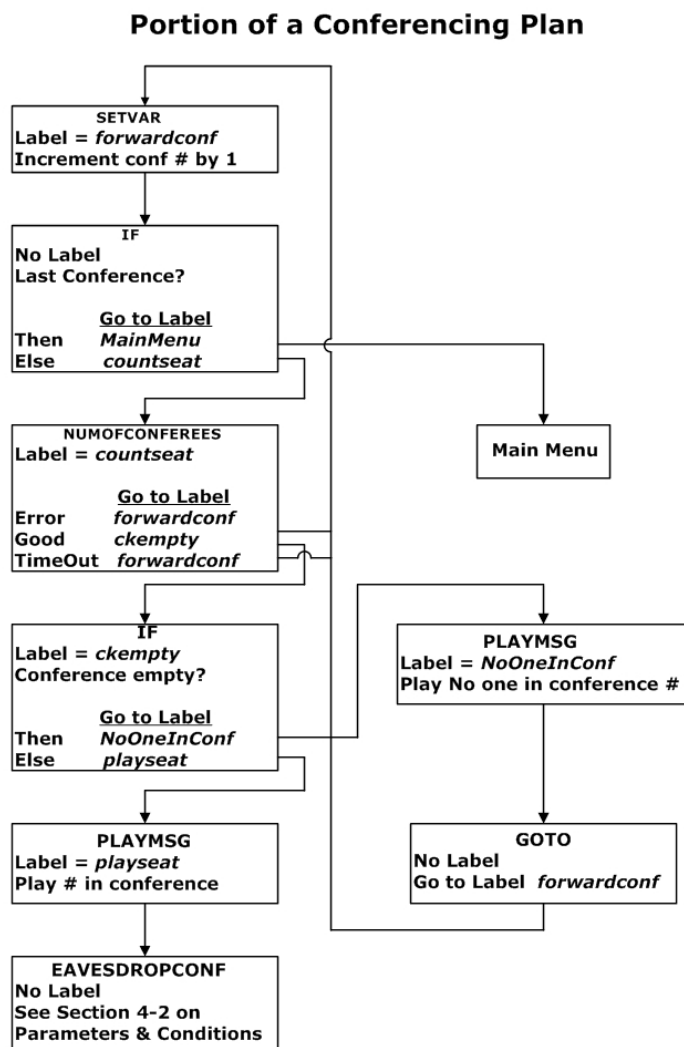 Portion of a Conferencing Plan
SETVAR
Label = forwardconf
Increment conf # by 1
IF
No Label
Last Conference?
Go to Label
Then MainMenu
Else countseat
NUMOFCONFEREES
Label = countseat
Go to Label
Error forwardconf
Good ckempty
TimeOut forwardconf
Main Menu
IF
Label = ckempty
Conference empty?
Go to Label
Then NoOneInConf
Else playseat
PLAYMSG
Label = NoOneInConf
Play No one in conference #
PLAYMSG
Label = playseat
Play # in conference
GOTO
No Label
Go to Label forwardconf
EAVESDROPCONF
No Label
See Section 4-2 on
Parameters & Conditions